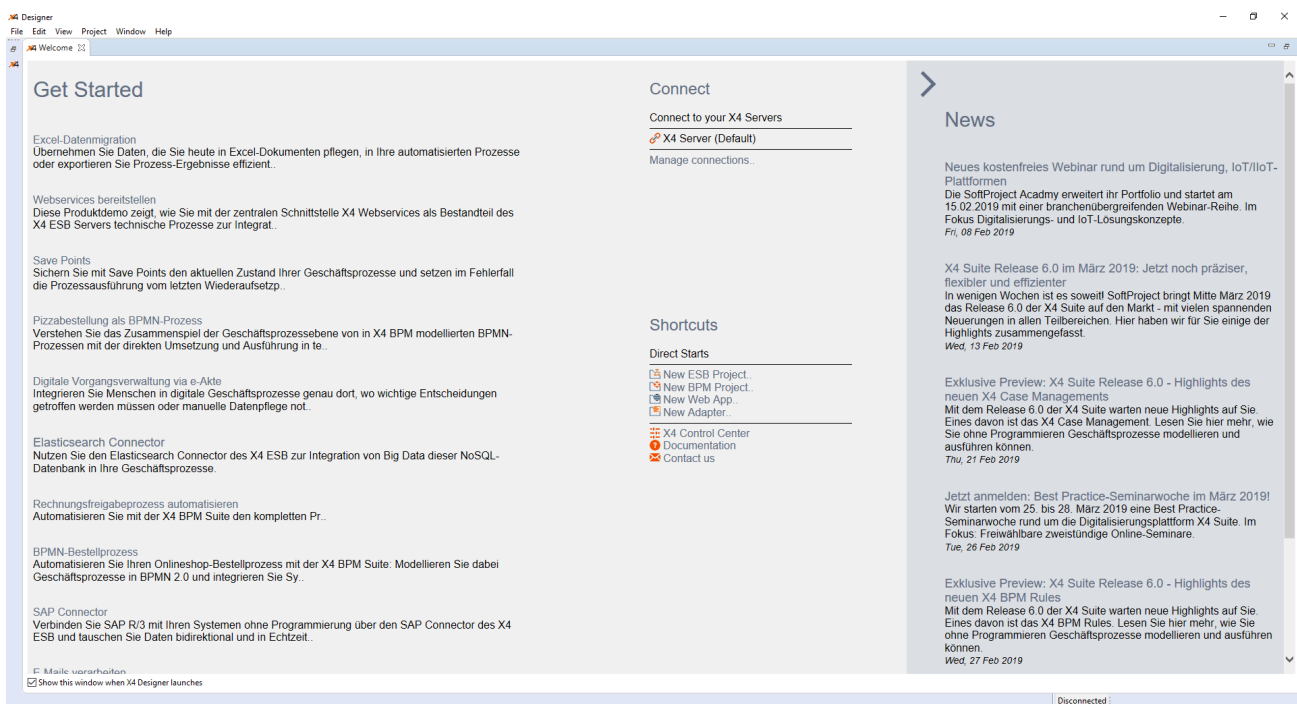 X4 Designer
File Edit View Project Window Help
X4 Welcome
Get Started
Excel-Datenmigration
Übernehmen Sie Daten, die Sie heute in Excel-Dokumenten pflegen, in Ihre automatisierten Prozesse
oder exportieren Sie Prozess-Ergebnisse effizient..
Webservices bereitstellen
Diese Produktdemo zeigt, wie Sie mit der zentralen Schnittstelle X4 Webservices als Bestandteil des
X4 ESB Servers technische Prozesse zur Integrat..
Save Points
Sichern Sie mit Save Points den aktuellen Zustand Ihrer Geschäftsprozesse und setzen im Fehlerfall
die Prozessausführung vom letzten Wiederaufsetzp..
Pizzabestellung als BPMN-Prozess
Verstehen Sie das Zusammenspiel der Geschäftsprozessebene von in X4 BPM modellierten BPMN-
Prozessen mit der direkten Umsetzung und Ausführung in te..
Digitale Vorgangsverwaltung via e-Akte
Integrieren Sie Menschen in digitale Geschäftsprozesse genau dort, wo wichtige Entscheidungen
getroffen werden müssen oder manuelle Datenpflege not..
Elasticsearch Connector
Nutzen Sie den Elasticsearch Connector des X4 ESB zur Integration von Big Data dieser NoSQL-
Datenbank in Ihre Geschäftsprozesse.
Rechnungsfreigabeprozess automatisieren
Automatisieren Sie mit der X4 BPM Suite den kompletten Pr..
BPMN-Bestellprozess
Automatisieren Sie Ihren Onlineshop-Bestellprozess mit der X4 BPM Suite: Modellieren Sie dabei
Geschäftsprozesse in BPMN 2.0 und integrieren Sie Sy..
SAP Connector
Verbinden Sie SAP R/3 mit Ihren Systemen ohne Programmierung über den SAP Connector des X4
ESB und tauschen Sie Daten bidirektional und in Echtzeit..
E-Mails verarbeiten
Connect
Connect to your X4 Servers
X4 Server (Default)
Manage connections..
Shortcuts
Direct Starts
New ESB Project..
New BPM Project..
New Web App..
New Adapter..
X4 Control Center
Documentation
Contact us
News
Neues kostenfreies Webinar rund um Digitalisierung, IoT/IIoT-
Plattformen
Die SoftProject Acadmy erweitert ihr Portfolio und startet am
15.02.2019 mit einer branchenübergreifenden Webinar-Reihe. Im
Fokus Digitalisierungs- und IoT-Lösungskonzepte.
Fri, 08 Feb 2019
X4 Suite Release 6.0 im März 2019: Jetzt noch präziser,
flexibler und effizienter
In wenigen Wochen ist es soweit! SoftProject bringt Mitte März 2019
das Release 6.0 der X4 Suite auf den Markt - mit vielen spannenden
Neuerungen in allen Teilbereichen. Hier haben wir für Sie einige der
Highlights zusammengefasst.
Wed, 13 Feb 2019
Exklusive Preview: X4 Suite Release 6.0 - Highlights des
neuen X4 Case Managements
Mit dem Release 6.0 der X4 Suite warten neue Highlights auf Sie.
Eines davon ist das X4 Case Management. Lesen Sie hier mehr, wie
Sie ohne Programmieren Geschäftsprozesse modellieren und
ausführen können.
Thu, 21 Feb 2019
Jetzt anmelden: Best Practice-Seminarwoche im März 2019!
Wir starten vom 25. bis 28. März 2019 eine Best Practice-
Seminarwoche rund um die Digitalisierungsplattform X4 Suite. Im
Fokus: Freiwählbare zweistündige Online-Seminare.
Tue, 26 Feb 2019
Exklusive Preview: X4 Suite Release 6.0 - Highlights des
neuen X4 BPM Rules
Mit dem Release 6.0 der X4 Suite warten neue Highlights auf Sie.
Eines davon ist das X4 BPM Rules. Lesen Sie hier mehr, wie Sie
ohne Programmieren Geschäftsprozesse modellieren und ausführen
können.
Wed, 27 Feb 2019
Show this window when X4 Designer launches
Disconnected